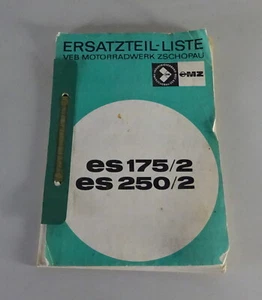 ERSATZTEIL-LISTE
VEB MOTORRADWERK ZSCHOPAU
MZ
es 175/2
es 250/2